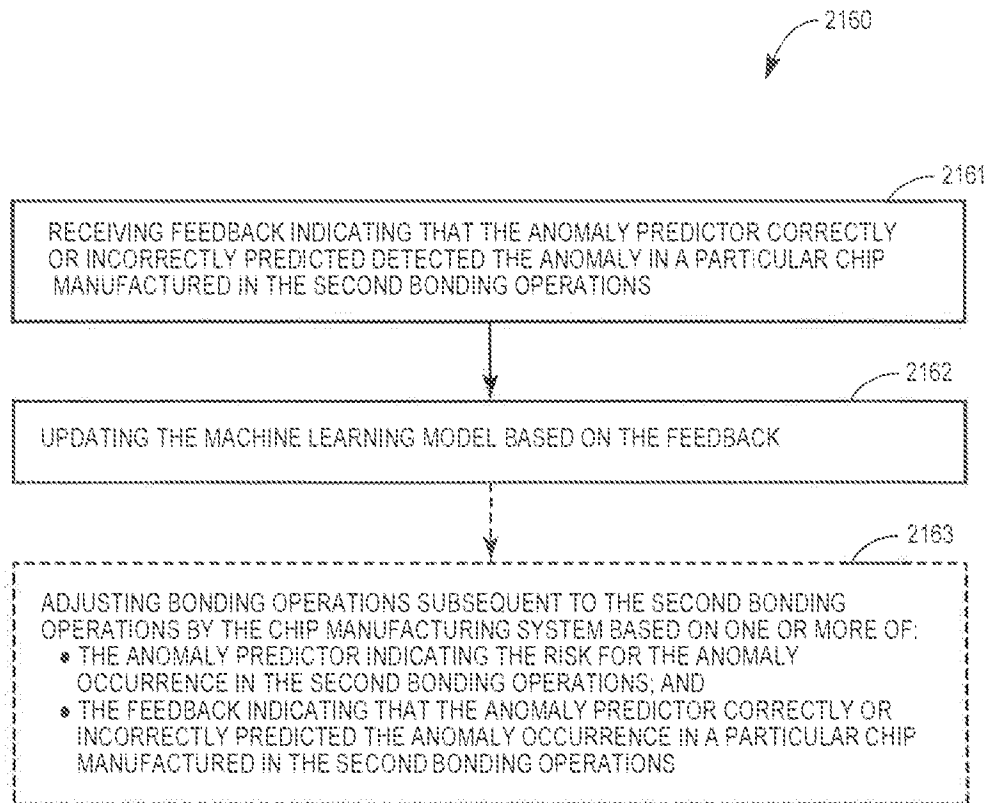 2160
2161
RECEIVING FEEDBACK INDICATING THAT THE ANOMALY PREDICTOR CORRECTLY
OR INCORRECTLY PREDICTED DETECTED THE ANOMALY IN A PARTICULAR CHIP
MANUFACTURED IN THE SECOND BONDING OPERATIONS
2162
UPDATING THE MACHINE LEARNING MODEL BASED ON THE FEEDBACK
2163
ADJUSTING BONDING OPERATIONS SUBSEQUENT TO THE SECOND BONDING
OPERATIONS BY THE CHIP MANUFACTURING SYSTEM BASED ON ONE OR MORE OF:
• THE ANOMALY PREDICTOR INDICATING THE RISK FOR THE ANOMALY
OCCURRENCE IN THE SECOND BONDING OPERATIONS; AND
• THE FEEDBACK INDICATING THAT THE ANOMALY PREDICTOR CORRECTLY OR
INCORRECTLY PREDICTED THE ANOMALY OCCURRENCE IN A PARTICULAR CHIP
MANUFACTURED IN THE SECOND BONDING OPERATIONS